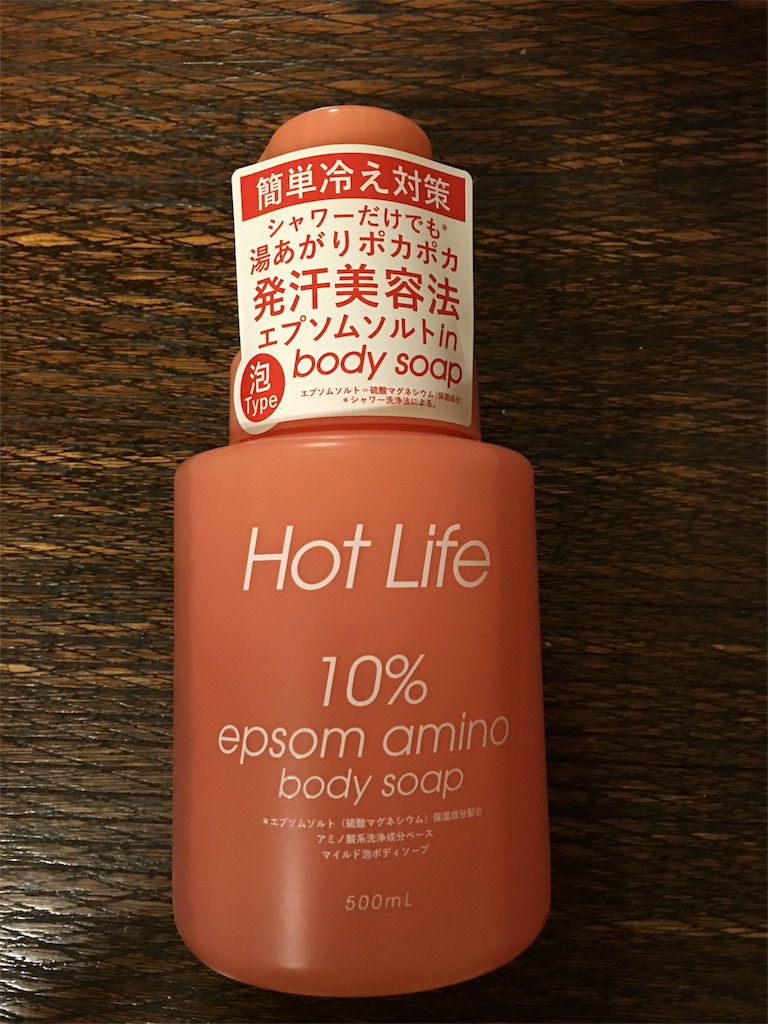 簡単冷え対策
シャワーだけでも*
湯あがりポカポカ
発汗美容法
エプソムソルトin
body soap
泡
Type
エプソムソルト=硫酸マグネシウム(保湿成分)
*シャワー洗浄法による。
Hot Life
10%
epsom amino
body soap
*エプソムソルト(硫酸マグネシウム)保湿成分配合
アミノ酸系洗浄成分ベース
マイルド泡ボディソープ
500mL